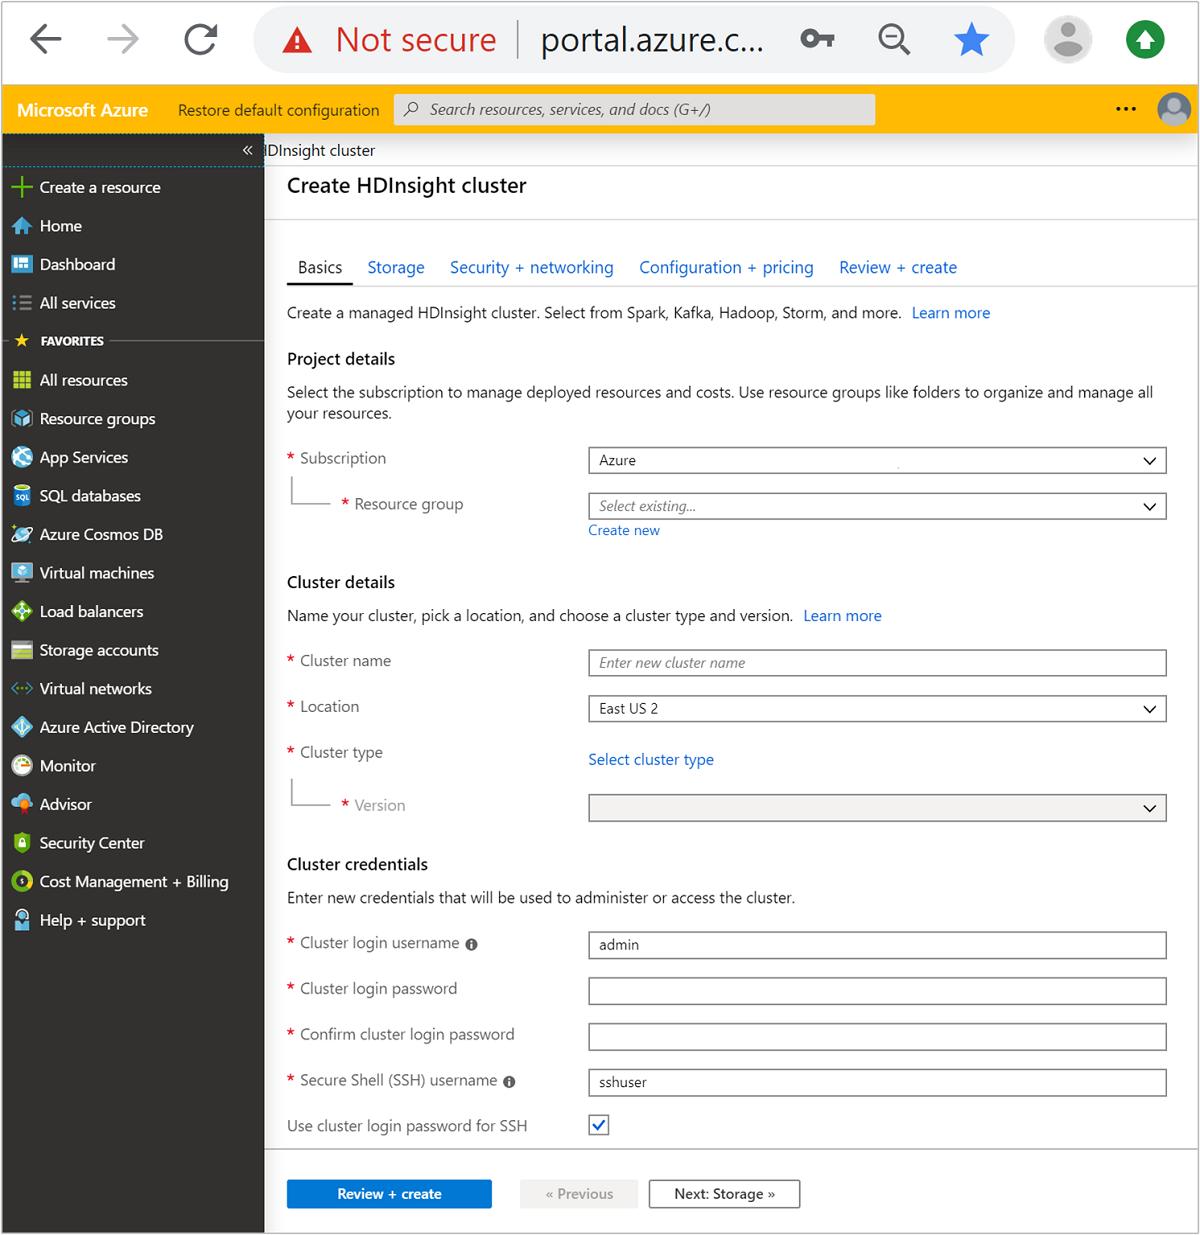 Not secure portal.azure.c...
Microsoft Azure Restore default configuration Search resources, services, and docs (G+/) ...
« HDInsight cluster
Create a resource
Home
Dashboard
All services
FAVORITES
All resources
Resource groups
App Services
SQL databases
Azure Cosmos DB
Virtual machines
Load balancers
Storage accounts
Virtual networks
Azure Active Directory
Monitor
Advisor
Security Center
Cost Management + Billing
Help + support
Create HDInsight cluster
Basics Storage Security + networking Configuration + pricing Review + create
Create a managed HDInsight cluster. Select from Spark, Kafka, Hadoop, Storm, and more. Learn more
Project details
Select the subscription to manage deployed resources and costs. Use resource groups like folders to organize and manage all
your resources.
* Subscription Azure
* Resource group Select existing...
Create new
Cluster details
Name your cluster, pick a location, and choose a cluster type and version. Learn more
* Cluster name Enter new cluster name
* Location East US 2
* Cluster type Select cluster type
* Version
Cluster credentials
Enter new credentials that will be used to administer or access the cluster.
* Cluster login username admin
* Cluster login password
* Confirm cluster login password
* Secure Shell (SSH) username sshuser
Use cluster login password for SSH
Review + create « Previous Next: Storage »